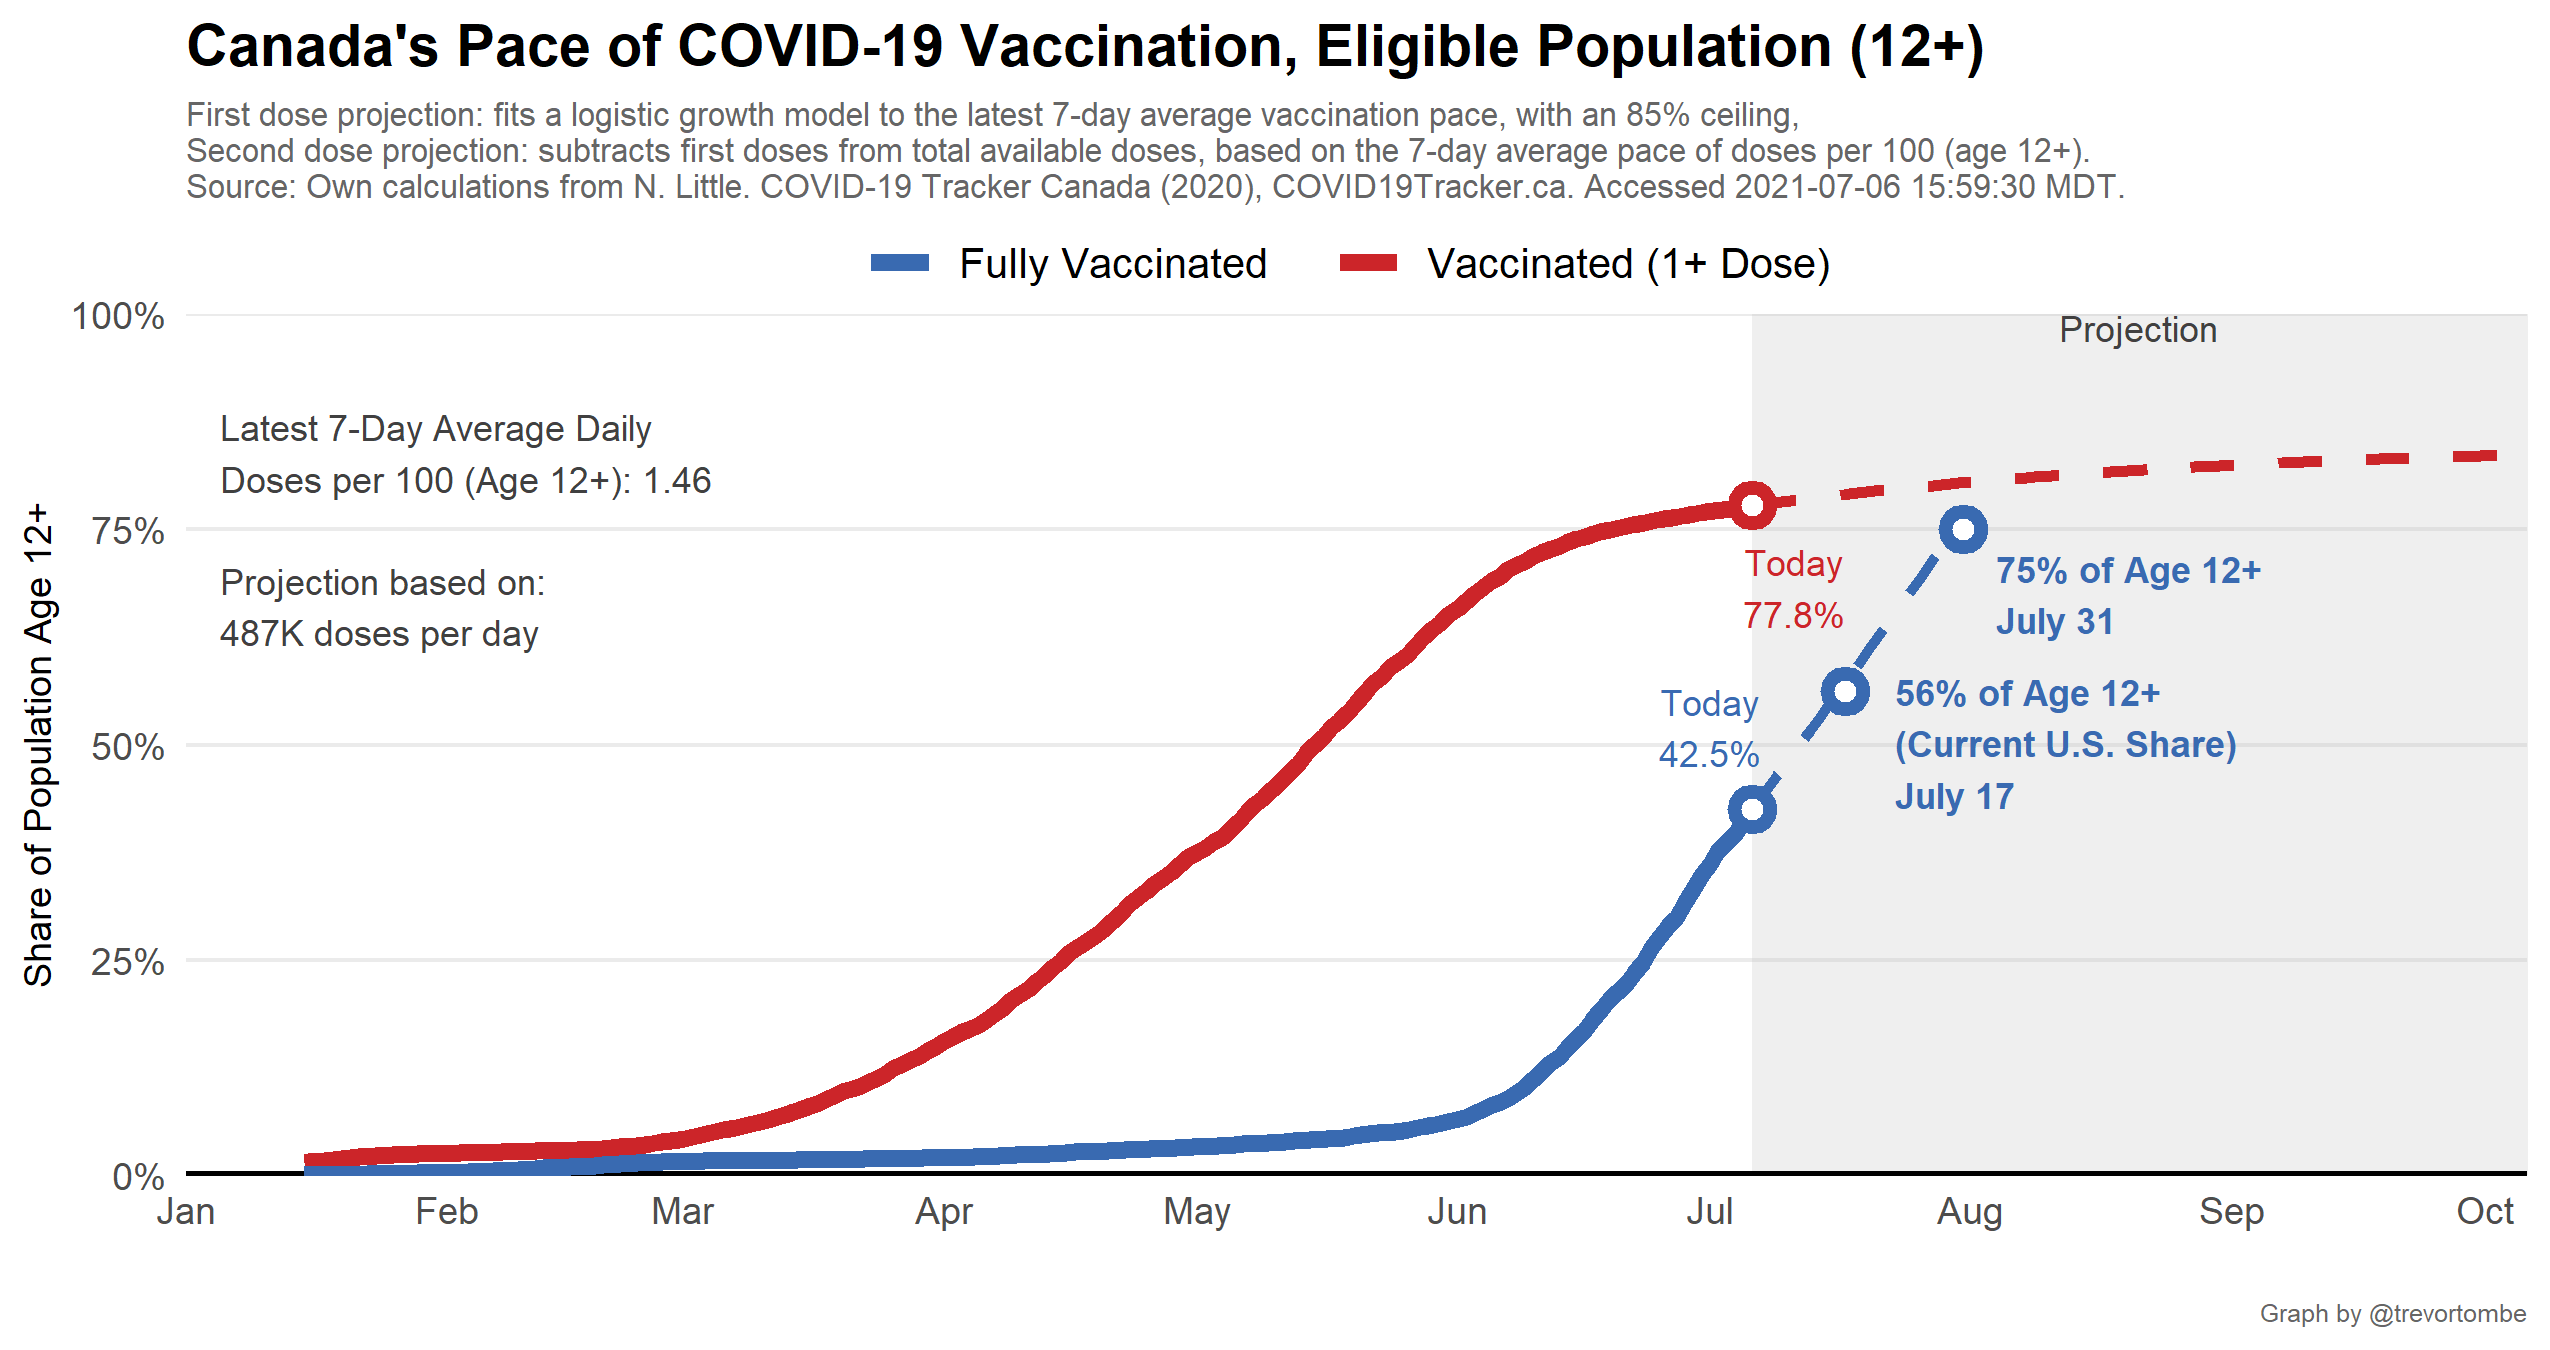 Canada's Pace of COVID-19 Vaccination, Eligible Population (12+)
First dose projection: fits a logistic growth model to the latest 7-day average vaccination pace, with an 85% ceiling,
Second dose projection: subtracts first doses from total available doses, based on the 7-day average pace of doses per 100 (age 12+).
Source: Own calculations from N. Little. COVID-19 Tracker Canada (2020), COVID19Tracker.ca. Accessed 2021-07-06 15:59:30 MDT.
Fully Vaccinated
Vaccinated (1+ Dose)
Share of Population Age 12+
100%
75%
50%
25%
0%
Projection
Latest 7-Day Average Daily
Doses per 100 (Age 12+): 1.46
Projection based on:
487K doses per day
Today
77.8%
Today
42.5%
75% of Age 12+
July 31
56% of Age 12+
(Current U.S. Share)
July 17
Jan
Feb
Mar
Apr
May
Jun
Jul
Aug
Sep
Oct
Graph by @trevortombe